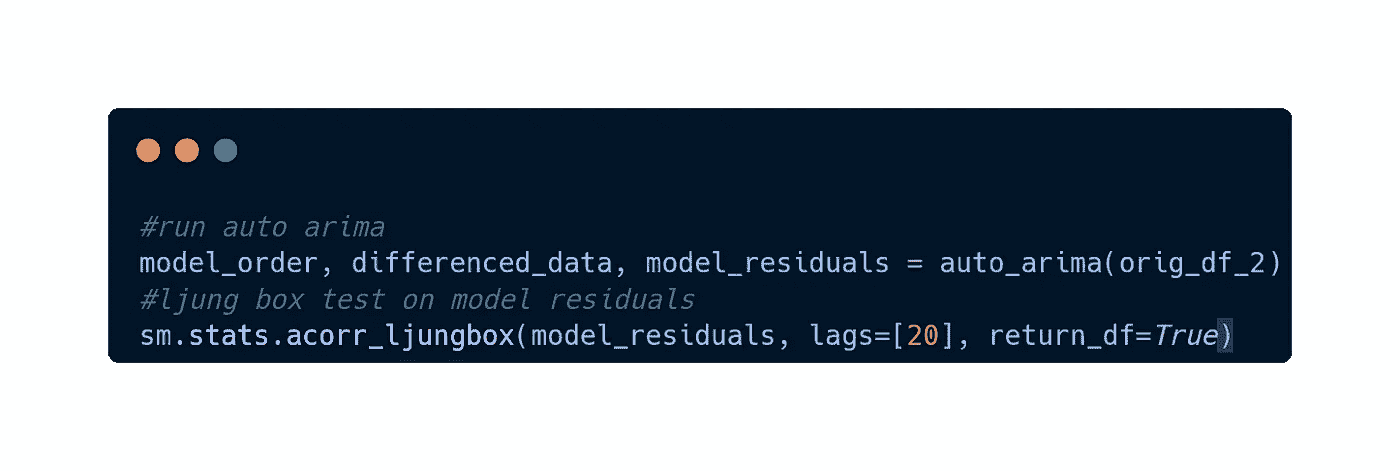 #run auto arima
model_order, differenced_data, model_residuals = auto_arima(orig_df_2)
#ljung box test on model residuals
sm.stats.acorr_ljungbox(model_residuals, lags=[20], return_df=True)